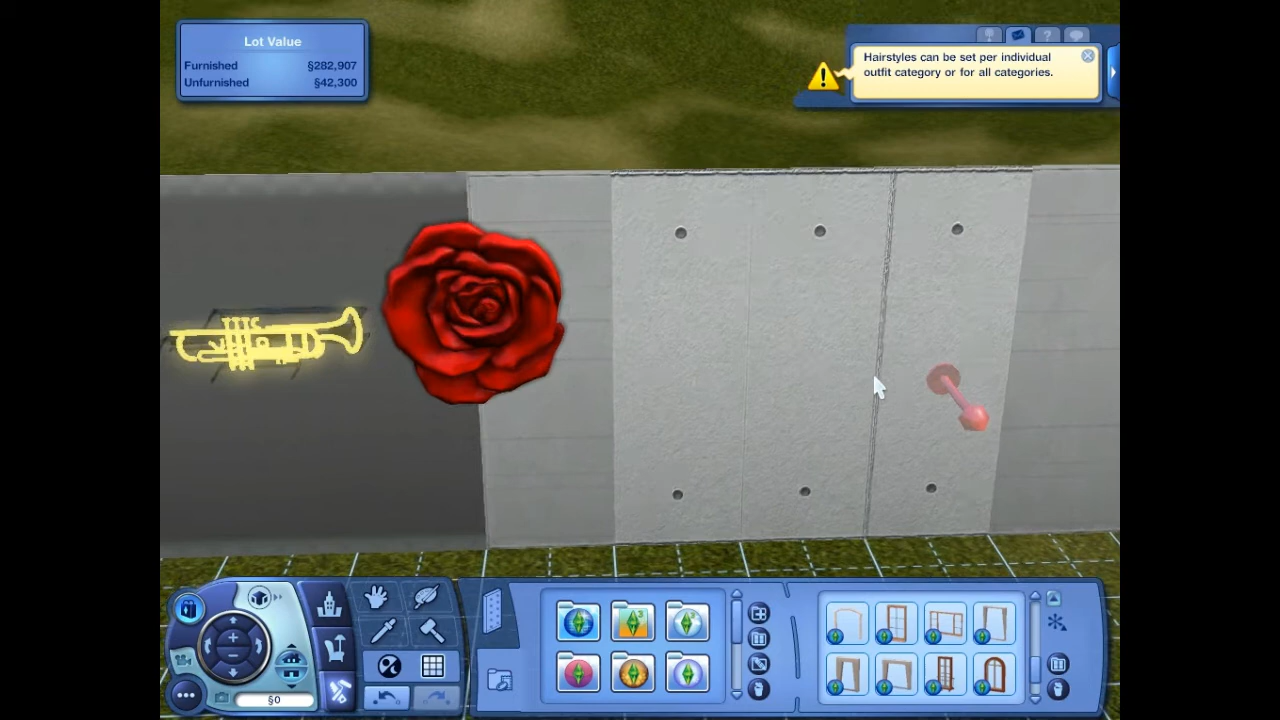 Lot Value
Furnished §282,907
Unfurnished §42,300
Hairstyles can be set per individual
outfit category or for all categories.
§0